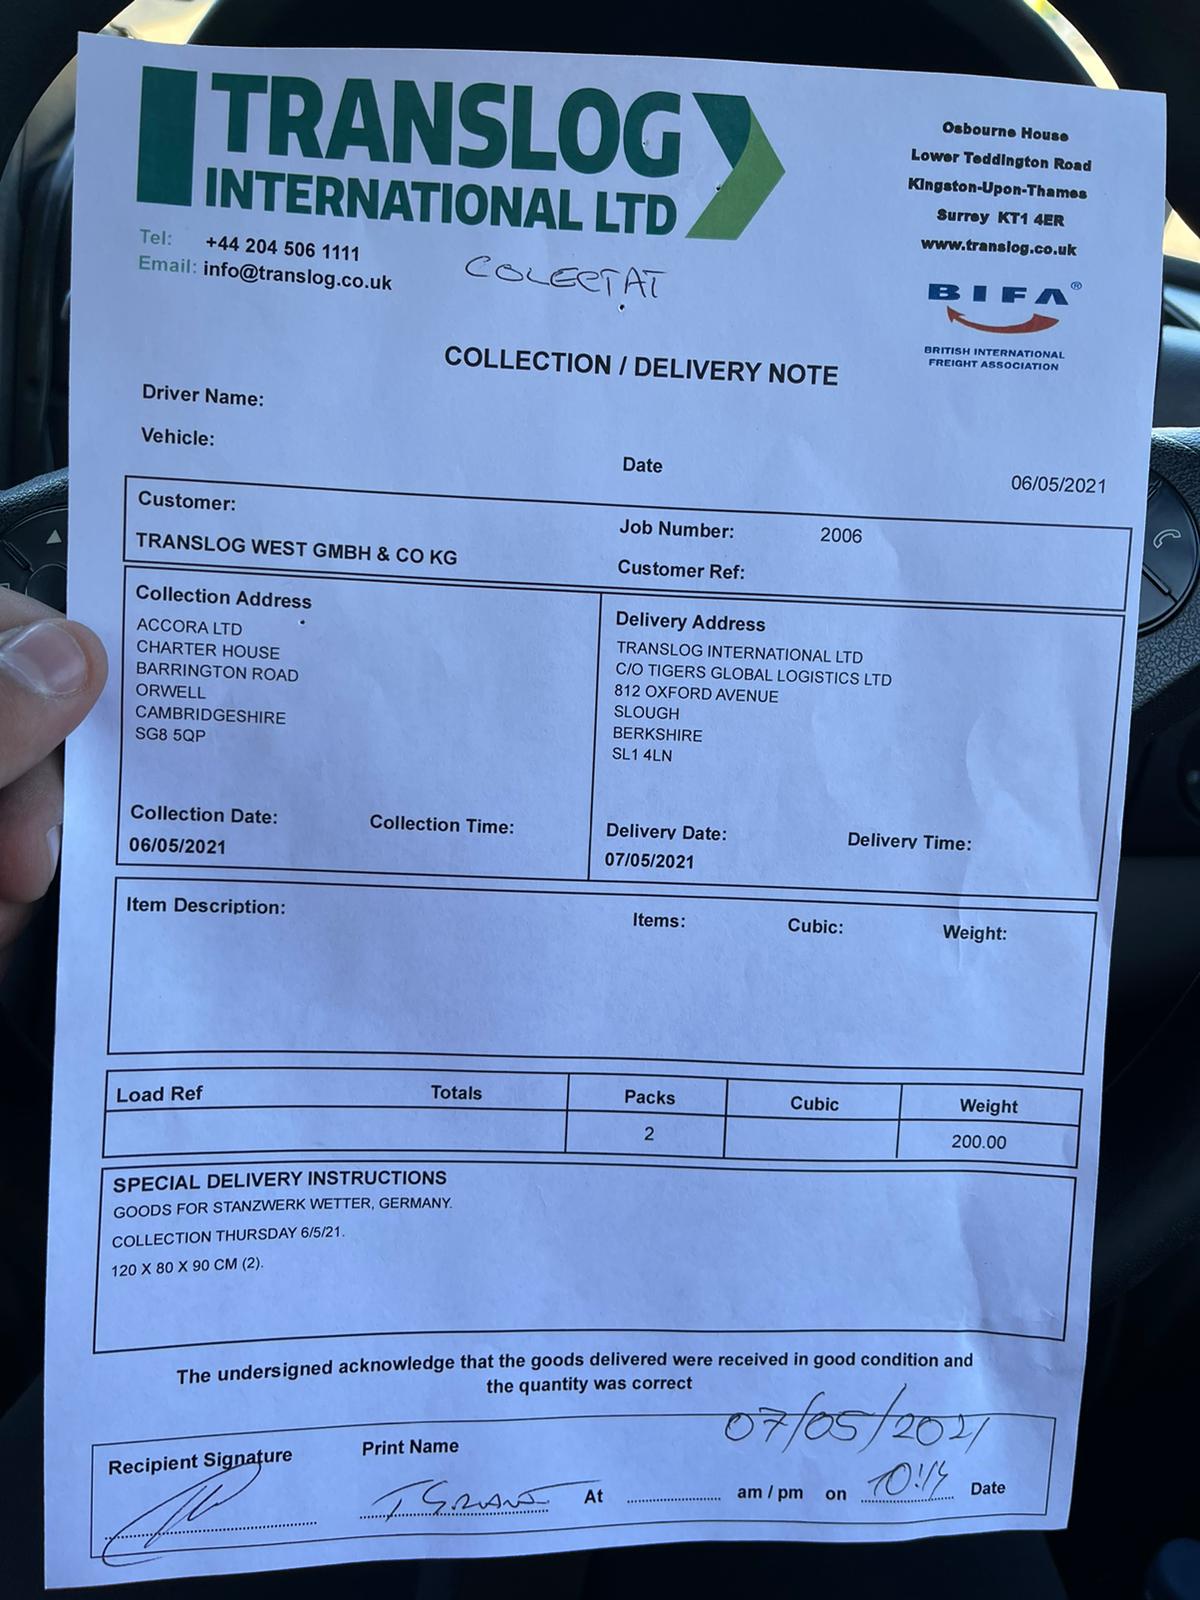 TRANSLOG
INTERNATIONAL LTD
Tel: +44 204 506 1111
Email: info@translog.co.uk
Osbourne House
Lower Teddington Road
Kingston-Upon-Thames
Surrey KT1 4ER
www.translog.co.uk
BIFA®
BRITISH INTERNATIONAL
FREIGHT ASSOCIATION
COLECTAT
COLLECTION / DELIVERY NOTE
Driver Name:
Vehicle:
Date 06/05/2021
Customer:
TRANSLOG WEST GMBH & CO KG
Job Number: 2006
Customer Ref:
Collection Address
ACCORA LTD
CHARTER HOUSE
BARRINGTON ROAD
ORWELL
CAMBRIDGESHIRE
SG8 5QP
Collection Date: Collection Time:
06/05/2021
Delivery Address
TRANSLOG INTERNATIONAL LTD
C/O TIGERS GLOBAL LOGISTICS LTD
812 OXFORD AVENUE
SLOUGH
BERKSHIRE
SL1 4LN
Delivery Date: Delivery Time:
07/05/2021
Item Description: Items: Cubic: Weight:
Load Ref Totals Packs Cubic Weight
2 200.00
SPECIAL DELIVERY INSTRUCTIONS
GOODS FOR STANZWERK WETTER, GERMANY.
COLLECTION THURSDAY 6/5/21.
120 X 80 X 90 CM (2).
The undersigned acknowledge that the goods delivered were received in good condition and
the quantity was correct
07/05/2021
Recipient Signature Print Name
At am / pm on Date